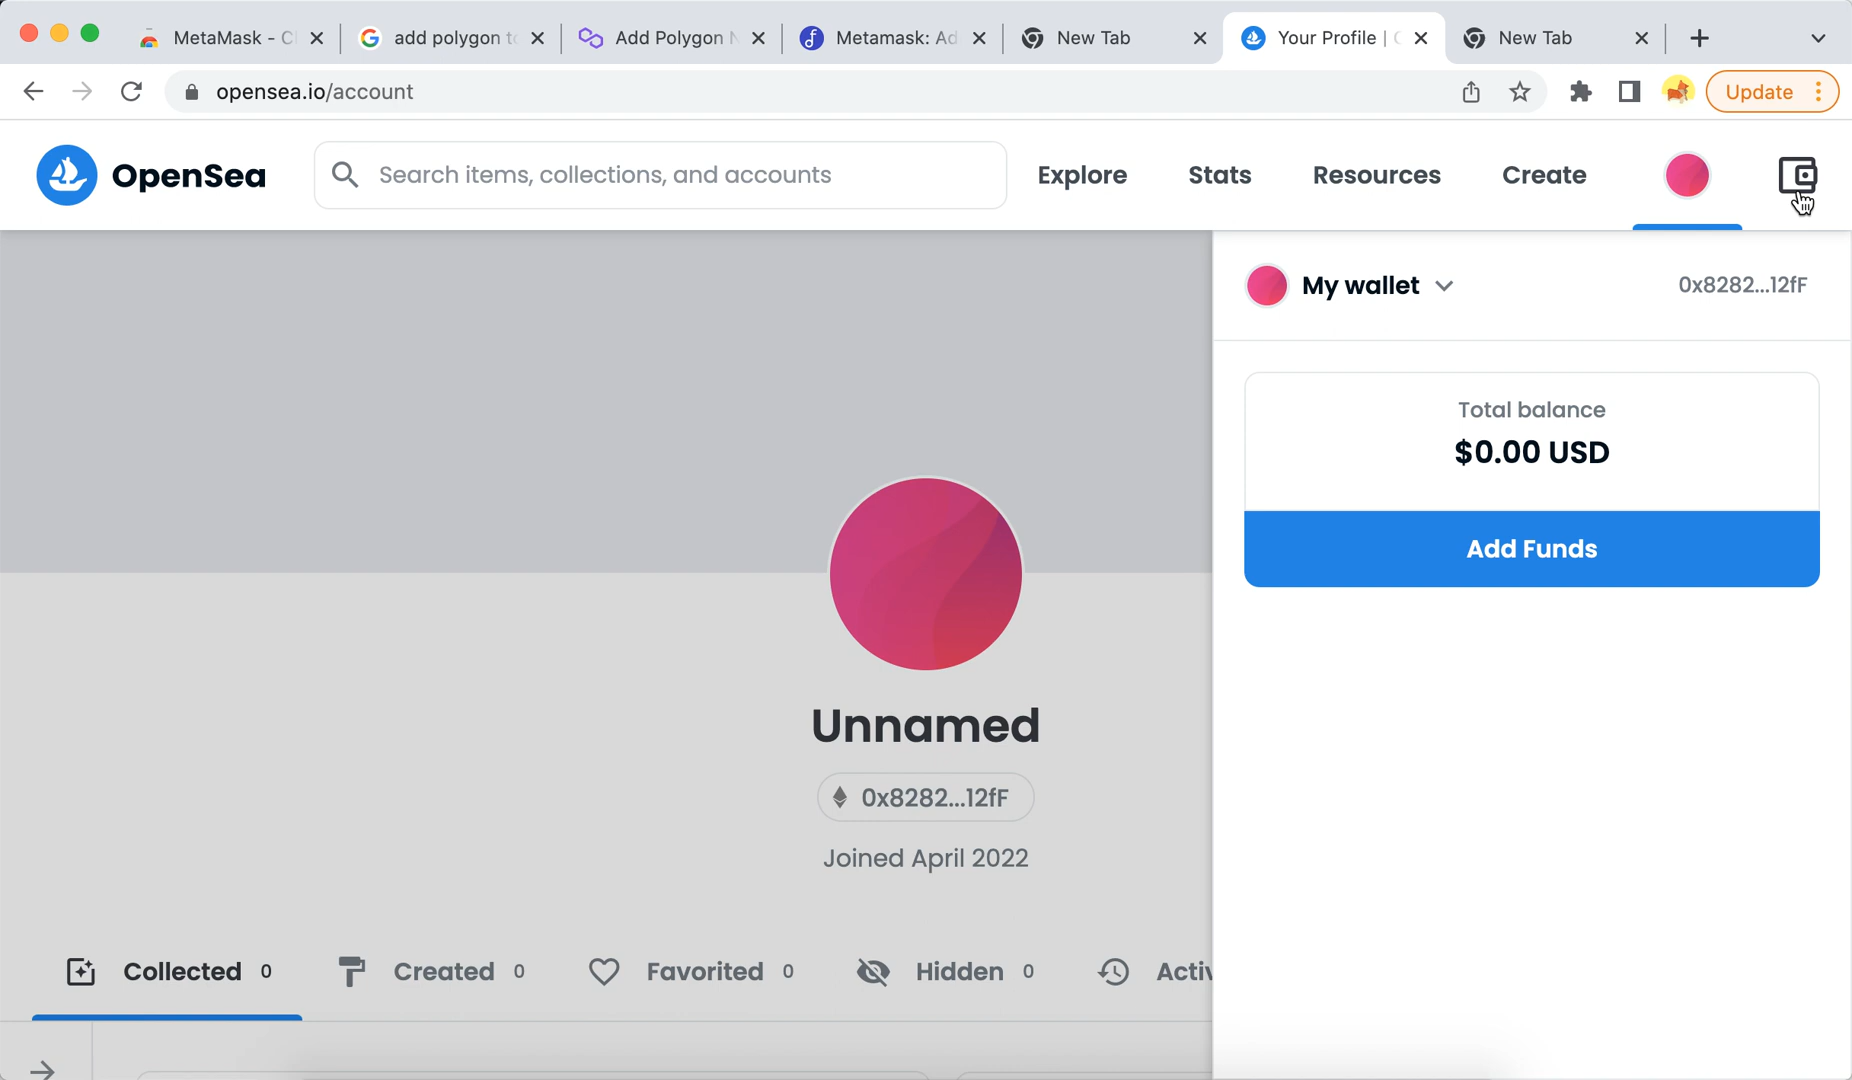 MetaMask - C
add polygon to
Add Polygon N
Metamask: Ad
New Tab
Your Profile |
New Tab
opensea.io/account
Update
OpenSea
Search items, collections, and accounts
Explore
Stats
Resources
Create
My wallet
0x8282...12fF
Total balance
$0.00 USD
Add Funds
Unnamed
0x8282...12fF
Joined April 2022
Collected 0
Created 0
Favorited 0
Hidden 0
Activ